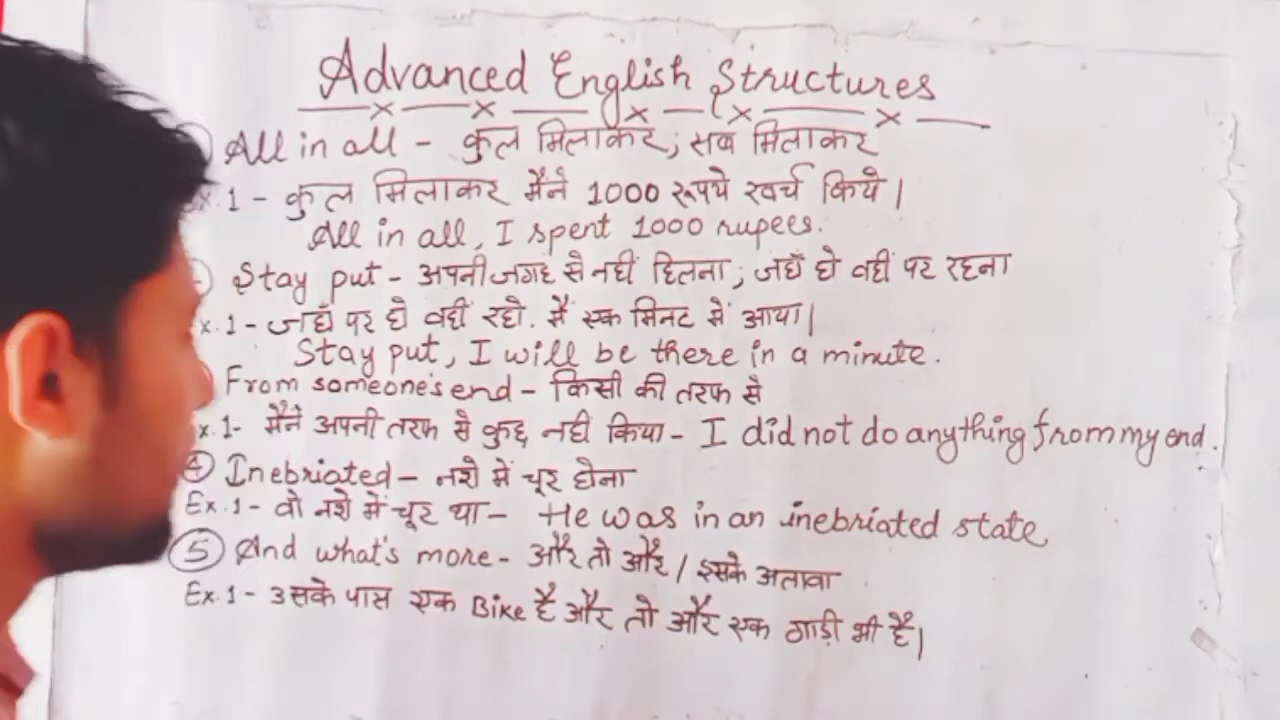 Advanced English Structures
All in all - कुल मिलाकर, सब मिलाकर
x. 1 - कुल मिलाकर मैंने 1000 रूपये खर्च किये।
All in all, I spent 1000 rupees.
Stay put - अपनी जगह से नहीं हिलना, जहाँ हो वहीं पर रहना
x. 1 - जहाँ पर हो वहीं रहो. मैं एक मिनट में आया।
Stay put, I will be there in a minute.
From someone's end - किसी की तरफ से
x. 1 - मैंने अपनी तरफ से कुछ नहीं किया - I did not do anything from my end.
④ Inebriated - नशे में चूर होना
Ex. 1 - वो नशे में चूर था - He was in an inebriated state
⑤ And what's more - और तो और / इसके अलावा
Ex. 1 - उसके पास एक Bike है और तो और एक गाड़ी भी है।